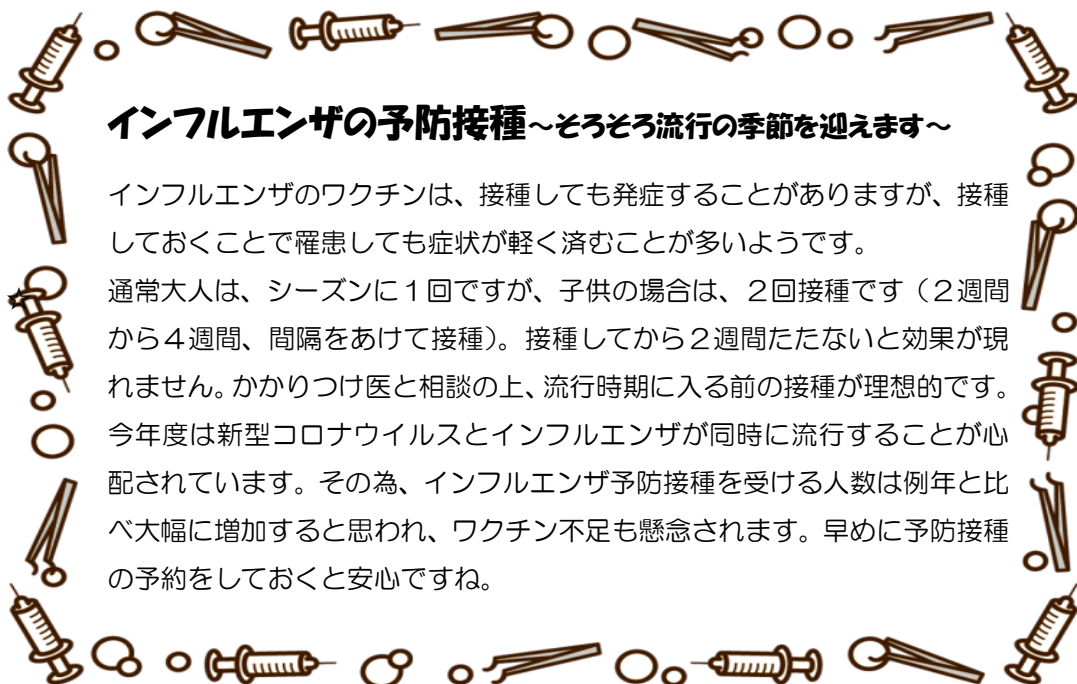 インフルエンザの予防接種～そろそろ流行の季節を迎えます～
インフルエンザのワクチンは、接種しても発症することがありますが、接種
しておくことで罹患しても症状が軽く済むことが多いようです。
通常大人は、シーズンに１回ですが、子供の場合は、２回接種です（２週間
から４週間、間隔をあけて接種）。接種してから２週間たたないと効果が現
れません。かかりつけ医と相談の上、流行時期に入る前の接種が理想的です。
今年度は新型コロナウイルスとインフルエンザが同時に流行することが心
配されています。その為、インフルエンザ予防接種を受ける人数は例年と比
べ大幅に増加すると思われ、ワクチン不足も懸念されます。早めに予防接種
の予約をしておくと安心ですね。